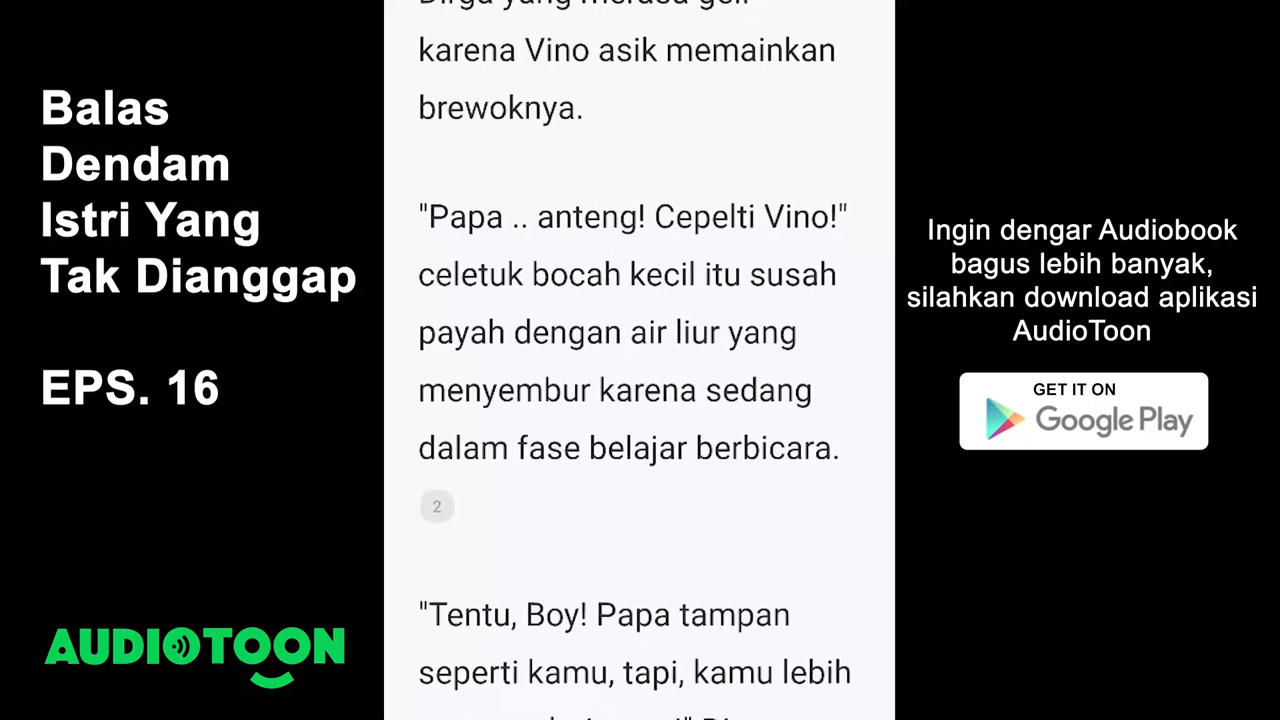 Balas
Dendam
Istri Yang
Tak Dianggap
EPS. 16
AUDIOTOON
karena Vino asik memainkan
brewoknya.
"Papa .. anteng! Cepelti Vino!"
celetuk bocah kecil itu susah
payah dengan air liur yang
menyembur karena sedang
dalam fase belajar berbicara.
2
"Tentu, Boy! Papa tampan
seperti kamu, tapi, kamu lebih
Ingin dengar Audiobook
bagus lebih banyak,
silahkan download aplikasi
AudioToon
GET IT ON
Google Play